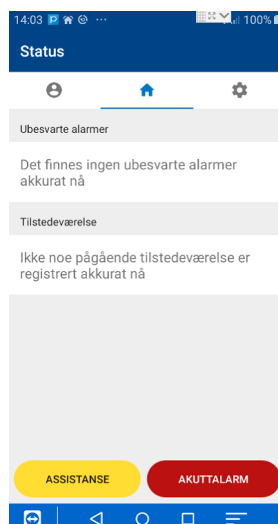 14:03 100%
Status
Ubesvarte alarmer
Det finnes ingen ubesvarte alarmer
akkurat nå
Tilstedeværelse
Ikke noe pågående tilstedeværelse er
registrert akkurat nå
ASSISTANSE AKUTTALARM